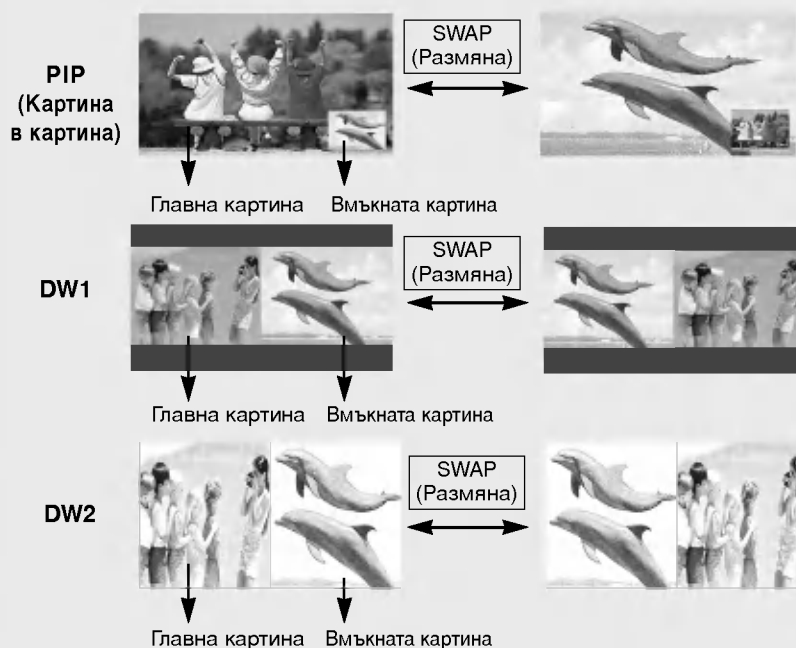 PIP
(Картина
в картина)
SWAP
(Размяна)
Главна картина
Вмъкната картина
DW1
SWAP
(Размяна)
Главна картина
Вмъкната картина
DW2
SWAP
(Размяна)
Главна картина
Вмъкната картина